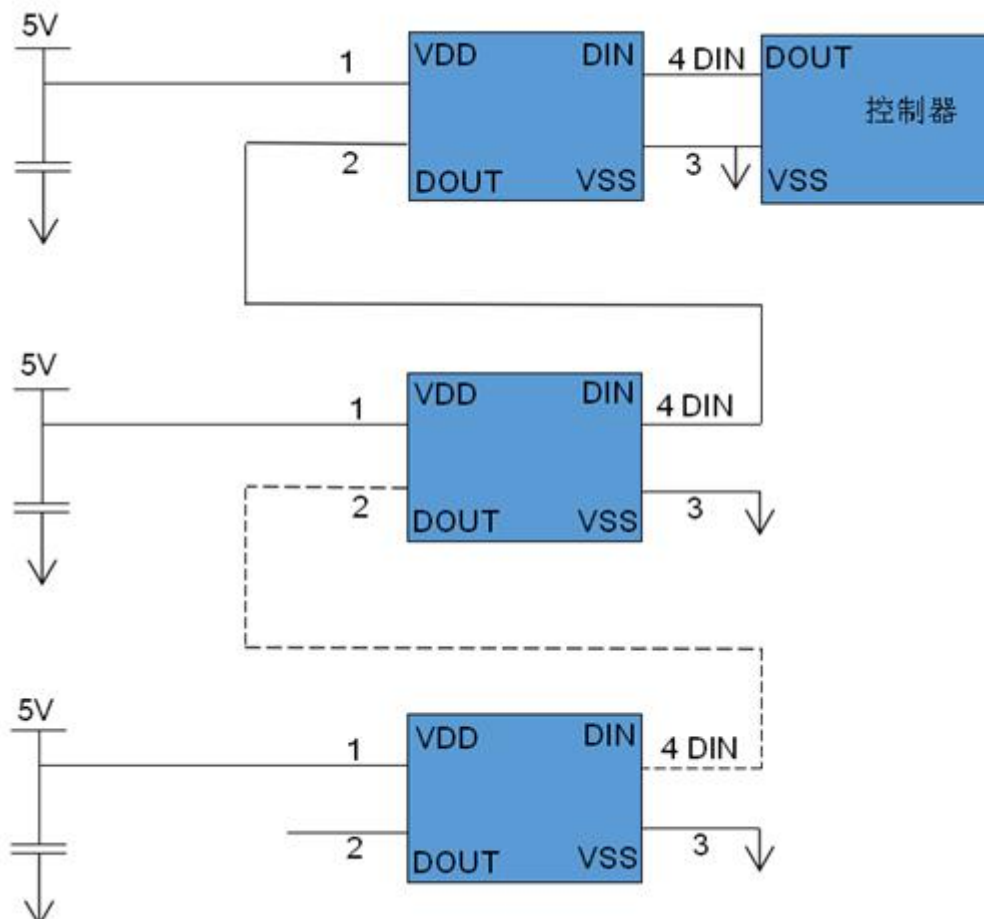 5V
1 VDD DIN 4 DIN DOUT
控制器
2 DOUT VSS 3 VSS
5V
1 VDD DIN 4 DIN
2 DOUT VSS 3
5V
1 VDD DIN 4 DIN
2 DOUT VSS 3